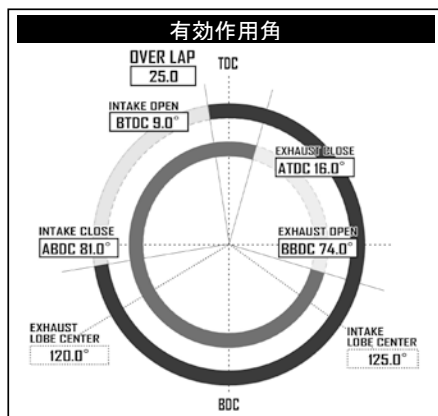 有効作用角
OVER LAP
25.0
TDC
INTAKE OPEN
BTDC 9.0°
EXHAUST CLOSE
ATDC 16.0°
INTAKE CLOSE
ABDC 81.0°
EXHAUST OPEN
BBDC 74.0°
EXHAUST
LOBE CENTER
120.0°
INTAKE
LOBE CENTER
125.0°
BDC